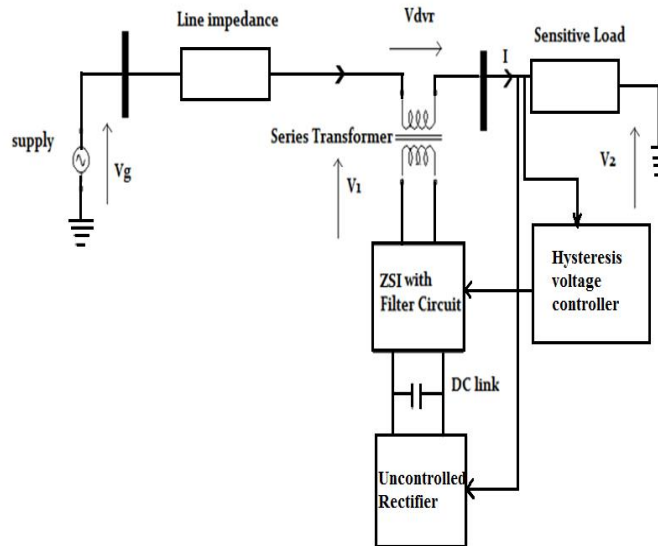 Vdvr
Line impedance
I
Sensitive Load
supply
Vg
Series Transformer
V1
V2
ZSI with
Filter Circuit
Hysteresis
voltage
controller
DC link
Uncontrolled
Rectifier